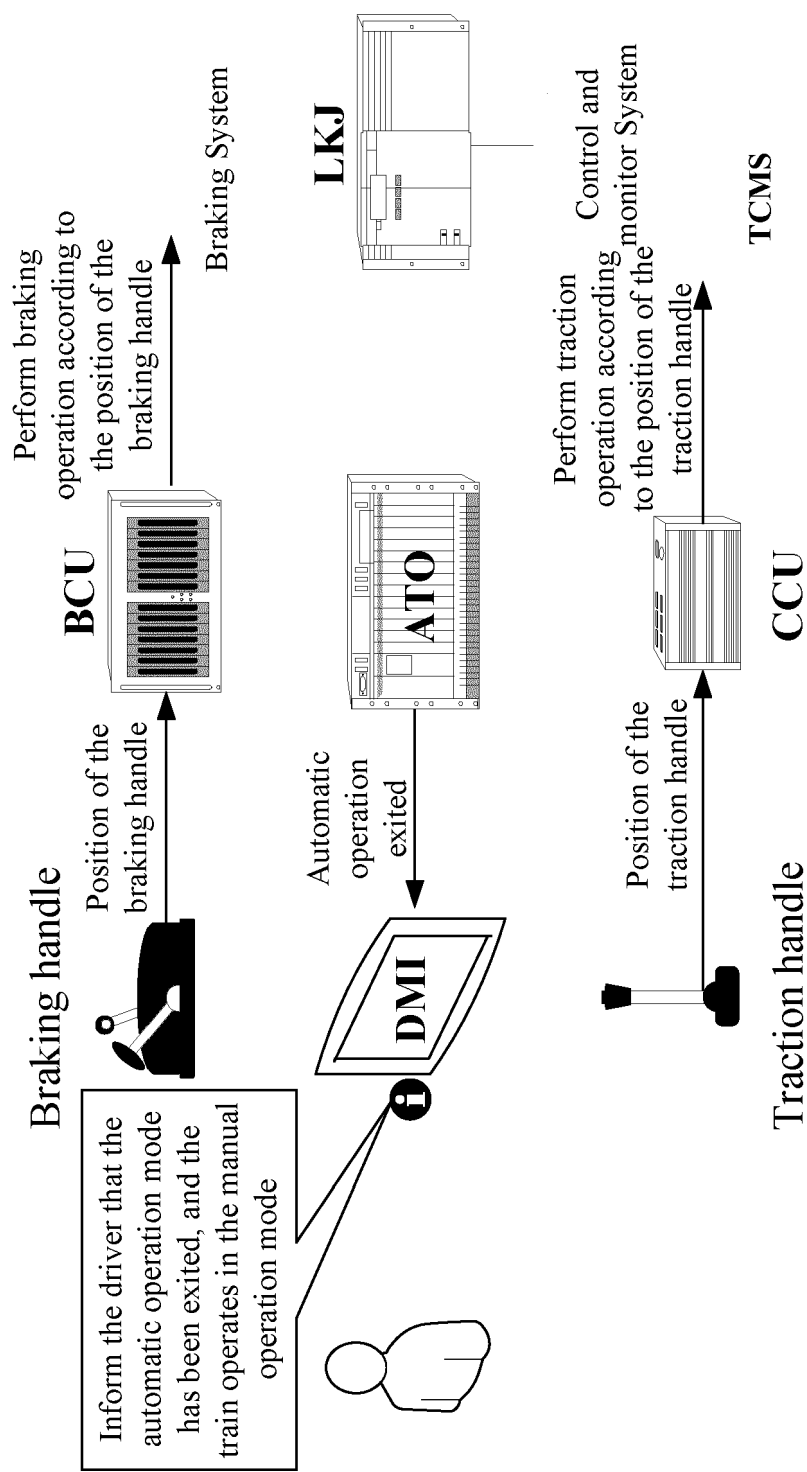 Inform the driver that the
automatic operation mode
has been exited, and the
train operates in the manual
operation mode
Braking handle
Position of the
braking handle
BCU
Perform braking
operation according to
the position of the
braking handle
Braking System
DMI
i
Automatic
operation
exited
ATO
LKJ
Traction handle
Position of the
traction handle
CCU
Perform traction
operation according
to the position of the
traction handle
Control and
monitor System
TCMS